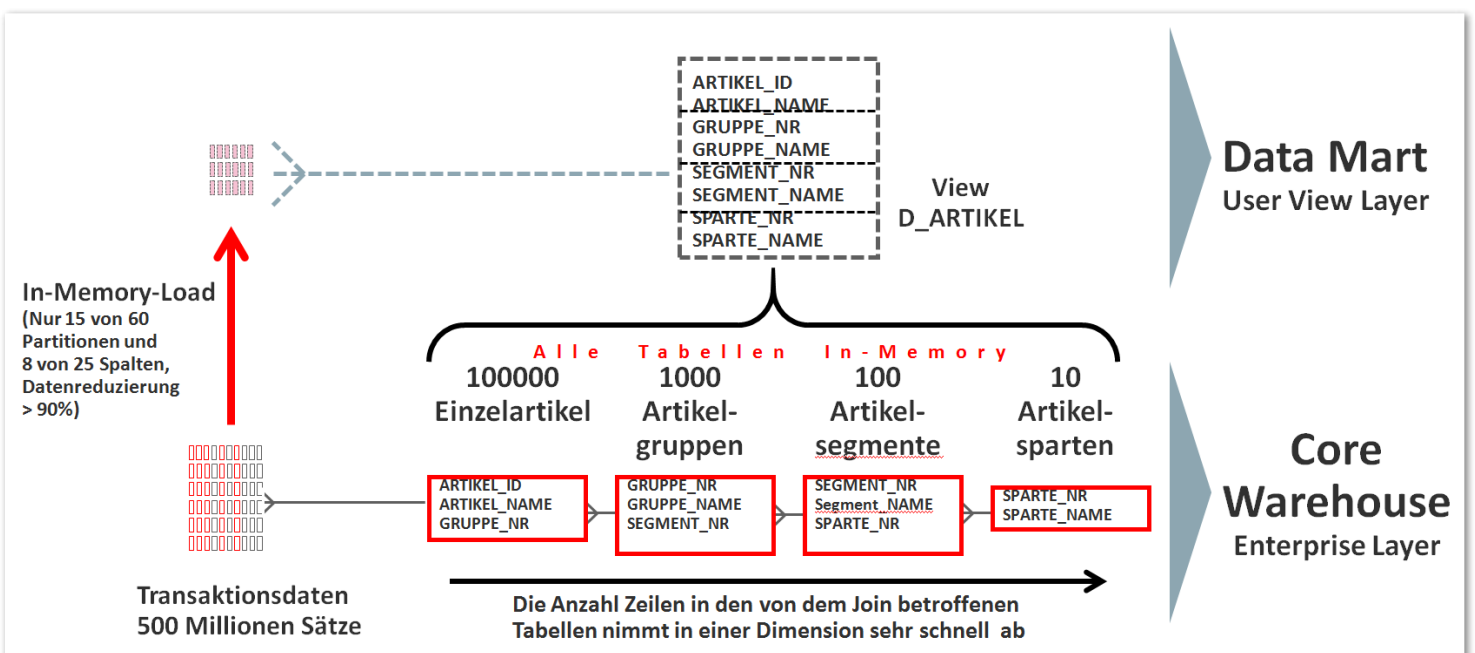 ARTIKEL_ID
ARTIKEL_NAME
GRUPPE_NR
GRUPPE_NAME
SEGMENT_NR
SEGMENT_NAME
SPARTE_NR
SPARTE_NAME
View
D_ARTIKEL
Data Mart
User View Layer
In-Memory-Load
(Nur 15 von 60
Partitionen und
8 von 25 Spalten,
Datenreduzierung
> 90%)
Alle Tabellen In-Memory
100000
Einzelartikel
1000
Artikel-
gruppen
100
Artikel-
segmente
10
Artikel-
sparten
ARTIKEL_ID
ARTIKEL_NAME
GRUPPE_NR
GRUPPE_NR
GRUPPE_NAME
SEGMENT_NR
SEGMENT_NR
Segment_NAME
SPARTE_NR
SPARTE_NR
SPARTE_NAME
Core
Warehouse
Enterprise Layer
Transaktionsdaten
500 Millionen Sätze
Die Anzahl Zeilen in den von dem Join betroffenen
Tabellen nimmt in einer Dimension sehr schnell ab